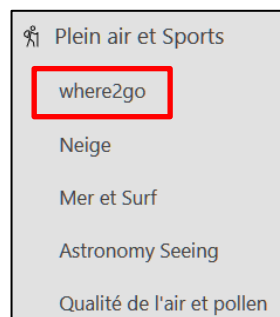 Plein air et Sports
where2go
Neige
Mer et Surf
Astronomy Seeing
Qualité de l'air et pollen